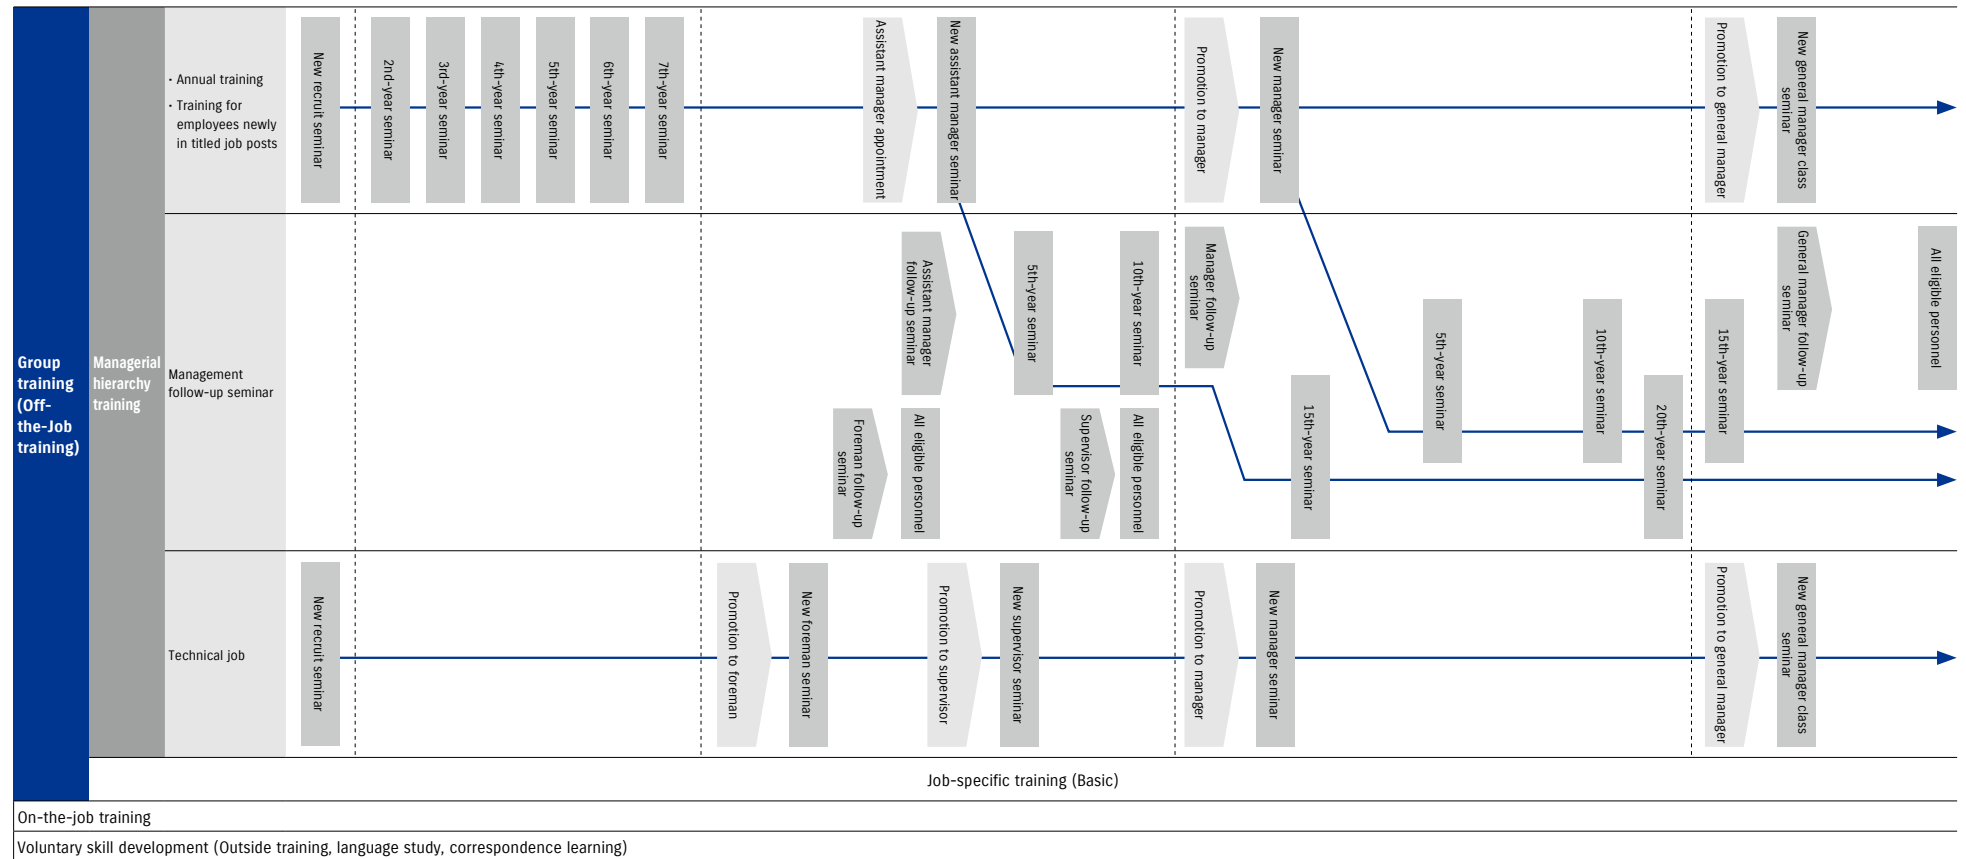 Group
training
(Off-
the-Job
training)
Managerial
hierarchy
training
· Annual training
· Training for
employees newly
in titled job posts
New recruit seminar
2nd-year seminar
3rd-year seminar
4th-year seminar
5th-year seminar
6th-year seminar
7th-year seminar
Assistant manager appointment
New assistant manager seminar
Promotion to manager
New manager seminar
Promotion to general manager
New general manager class
seminar
Management
follow-up seminar
Assistant manager
follow-up seminar
5th-year seminar
10th-year seminar
Manager follow-up
seminar
15th-year seminar
5th-year seminar
10th-year seminar
20th-year seminar
15th-year seminar
General manager follow-up
seminar
All eligible personnel
Foreman follow-up
seminar
All eligible personnel
Supervisor follow-up
seminar
All eligible personnel
Technical job
New recruit seminar
Promotion to foreman
New foreman seminar
Promotion to supervisor
New supervisor seminar
Promotion to manager
New manager seminar
Promotion to general manager
New general manager class
seminar
Job-specific training (Basic)
On-the-job training
Voluntary skill development (Outside training, language study, correspondence learning)